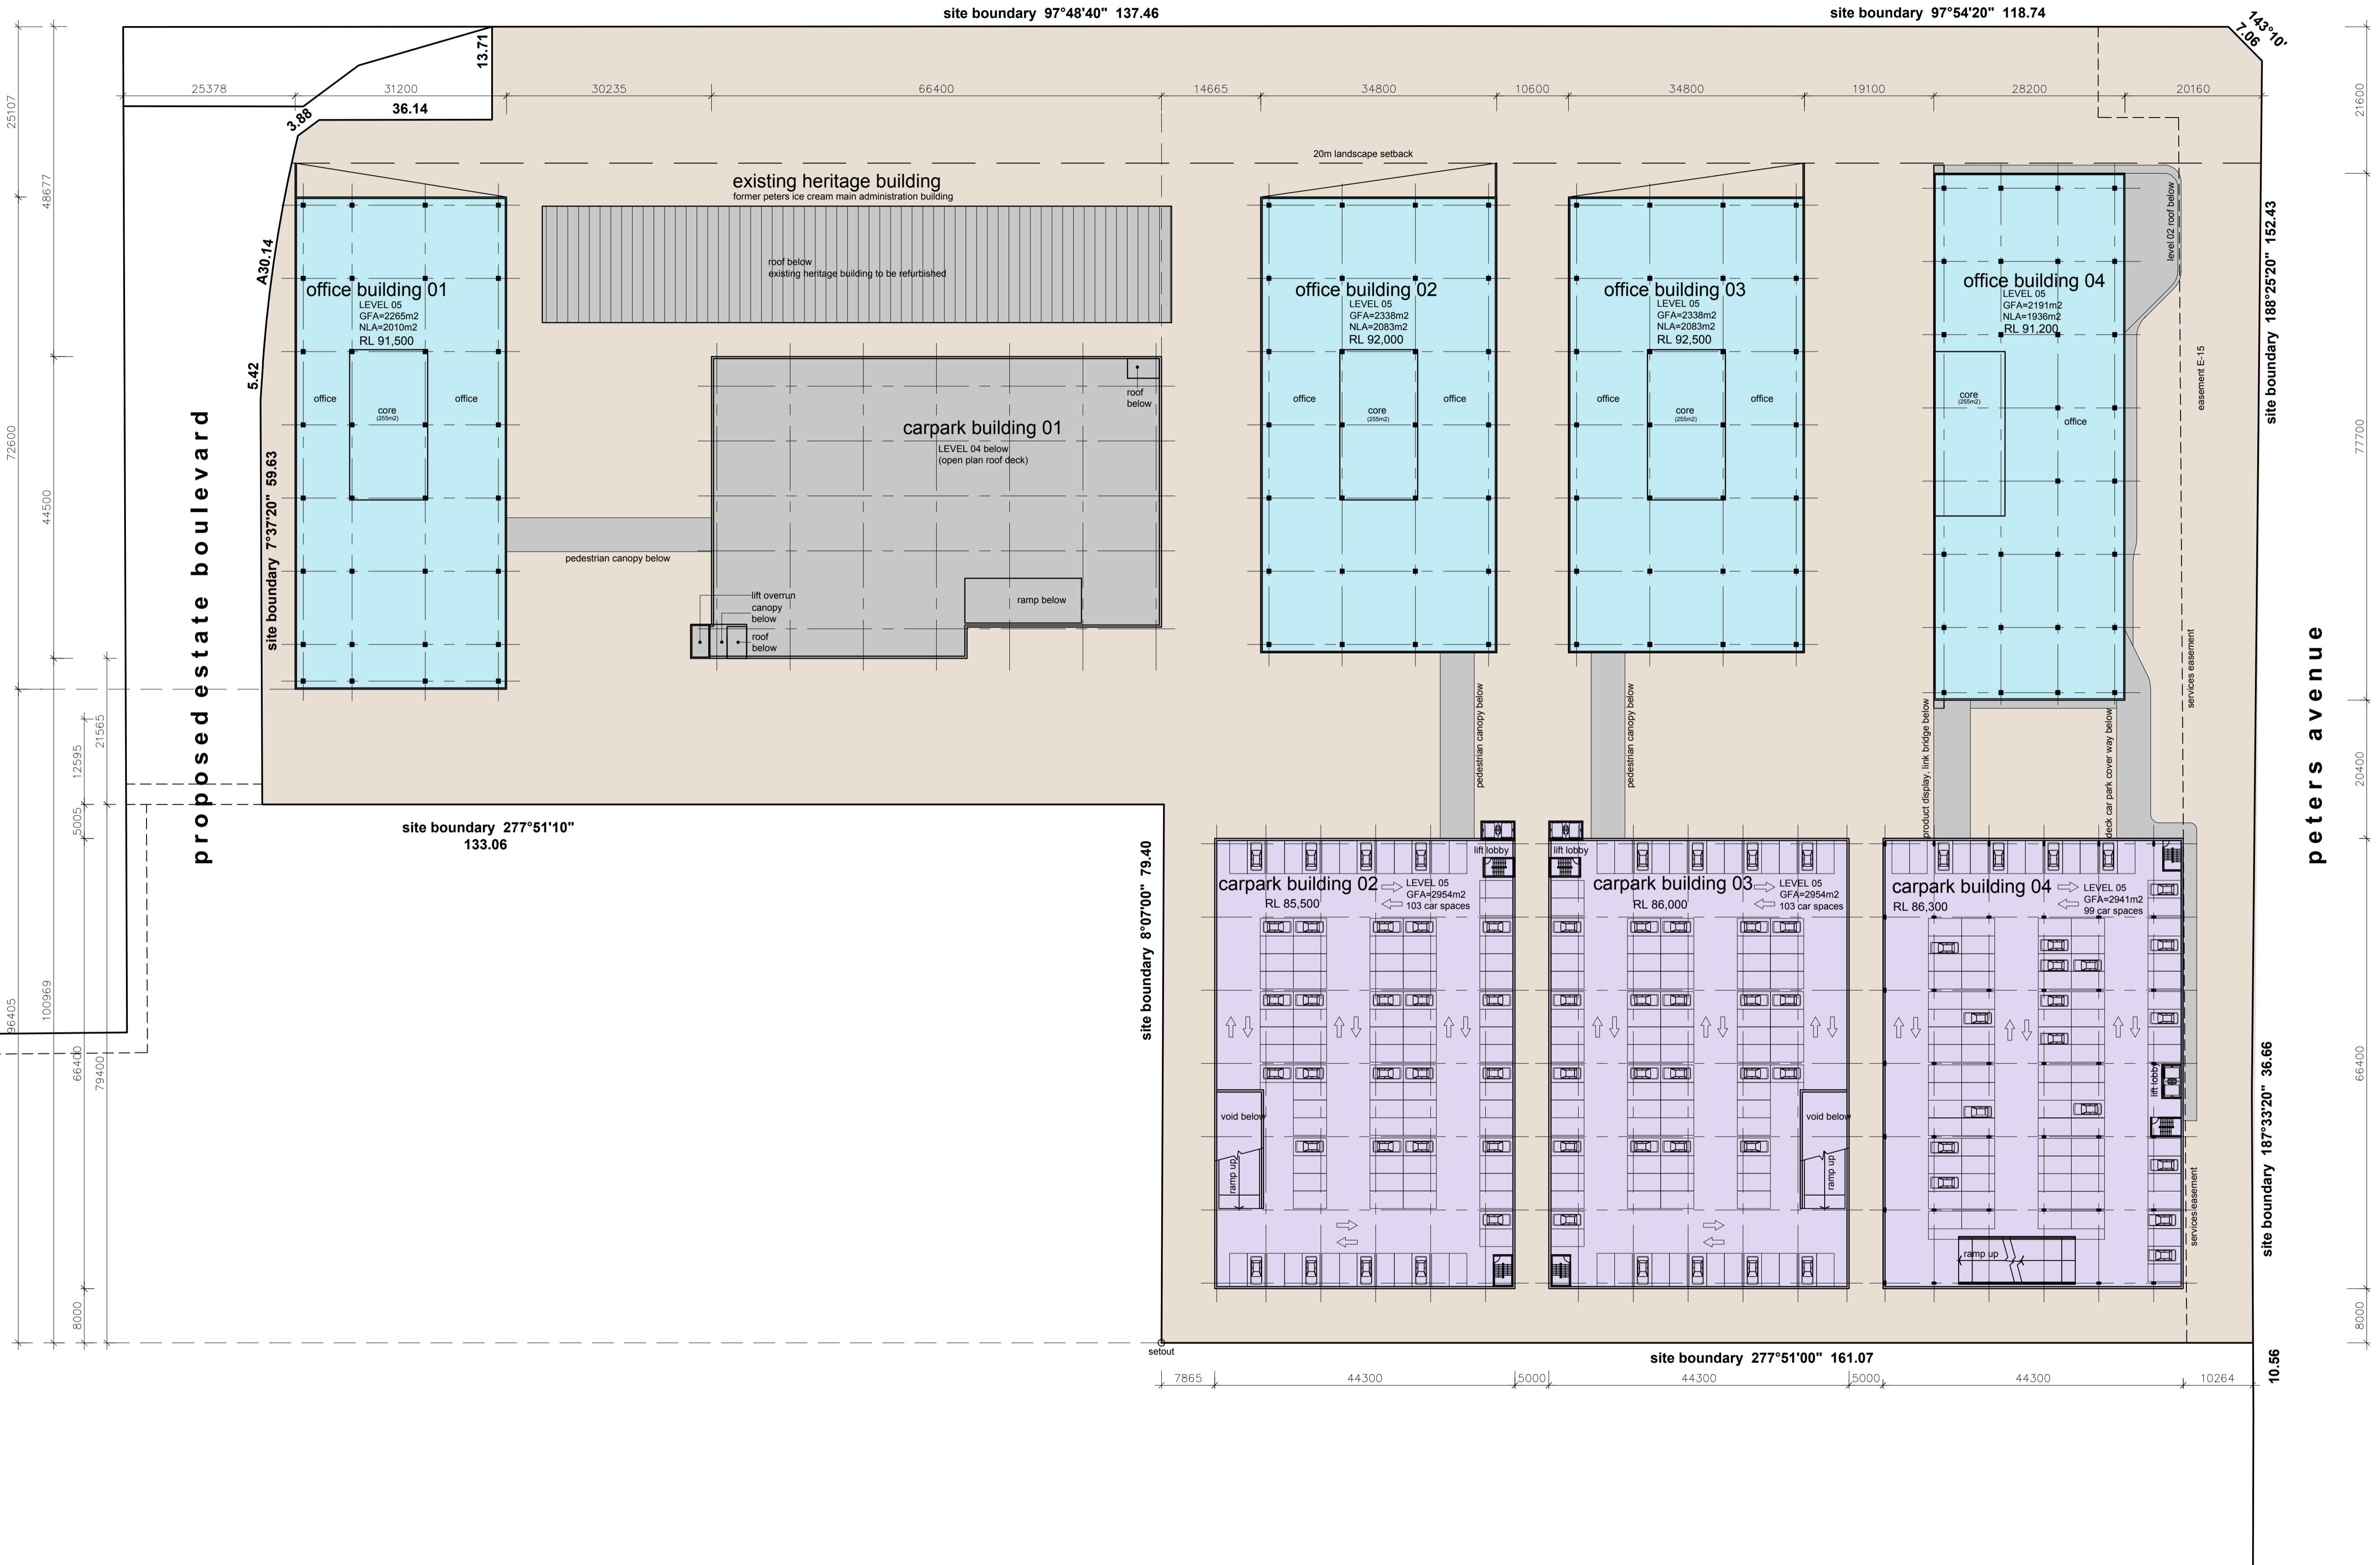 site boundary 97°48'40" 137.46
site boundary 97°54'20" 118.74
143°10'
7.06
13.71
25378
31200
30235
66400
14665
34800
10600
34800
19100
28200
20160
36.14
3.88
25107
48677
21600
20m landscape setback
existing heritage building
former peters ice cream main administration building
roof below
existing heritage building to be refurbished
A30.14
5.42
office building 01
LEVEL 05
GFA=2265m2
NLA=2010m2
RL 91,500
office
core
(255m2)
office
office building 02
LEVEL 05
GFA=2338m2
NLA=2083m2
RL 92,000
office
core
(255m2)
office
office building 03
LEVEL 05
GFA=2338m2
NLA=2083m2
RL 92,500
office
core
(255m2)
office
office building 04
LEVEL 05
GFA=2191m2
NLA=1936m2
RL 91,200
core
(255m2)
office
level 02 roof below
easement E-15
site boundary 188°25'20" 152.43
roof
below
carpark building 01
LEVEL 04 below
(open plan roof deck)
ramp below
lift overrun
canopy
below
roof
below
pedestrian canopy below
site boundary 7°37'20" 59.63
proposed estate boulevard
72600
44500
12595
21565
5005
96405
100969
66400
79400
8000
77700
20400
66400
8000
services easement
peters avenue
pedestrian canopy below
pedestrian canopy below
product display, link bridge below
deck car park cover way below
site boundary 277°51'10"
133.06
site boundary 8°07'00" 79.40
lift lobby
lift lobby
carpark building 02
RL 85,500
LEVEL 05
GFA=2954m2
103 car spaces
carpark building 03
RL 86,000
LEVEL 05
GFA=2954m2
103 car spaces
carpark building 04
RL 86,300
LEVEL 05
GFA=2941m2
99 car spaces
void below
ramp up
void below
ramp up
lift lobby
ramp up
services easement
site boundary 187°33'20" 36.66
setout
site boundary 277°51'00" 161.07
10.56
7865
44300
5000
44300
5000
44300
10264